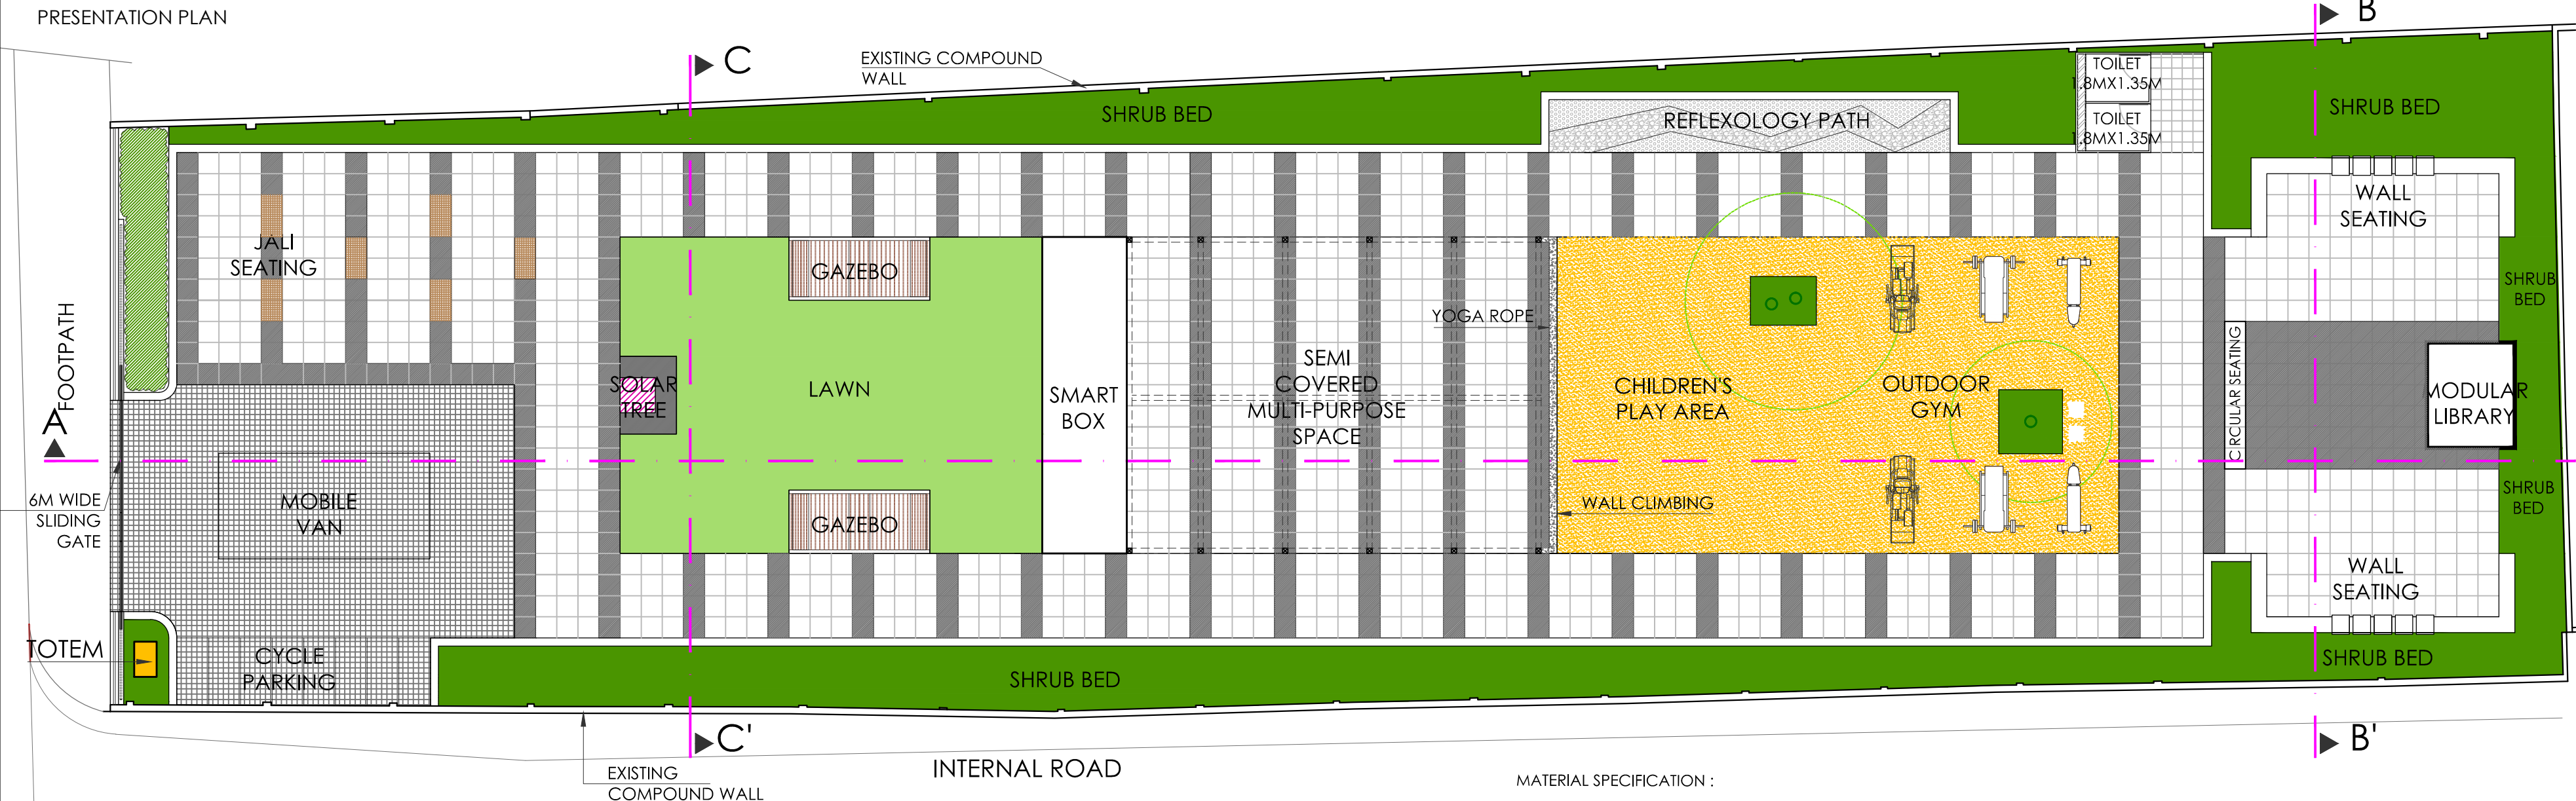 PRESENTATION PLAN
B
C
EXISTING COMPOUND
WALL
TOILET
1.8MX1.35M
SHRUB BED
SHRUB BED
REFLEXOLOGY PATH
TOILET
1.8MX1.35M
WALL
SEATING
JALI
SEATING
GAZEBO
SHRUB
BED
FOOTPATH
YOGA ROPE
SEMI
COVERED
MULTI-PURPOSE
SPACE
CIRCULAR SEATING
SOLAR
TREE
LAWN
SMART
BOX
CHILDREN'S
PLAY AREA
OUTDOOR
GYM
MODULAR
LIBRARY
A
6M WIDE
SLIDING
GATE
MOBILE
VAN
GAZEBO
WALL CLIMBING
SHRUB
BED
WALL
SEATING
TOTEM
CYCLE
PARKING
SHRUB BED
SHRUB BED
C'
B'
EXISTING
COMPOUND WALL
INTERNAL ROAD
MATERIAL SPECIFICATION :